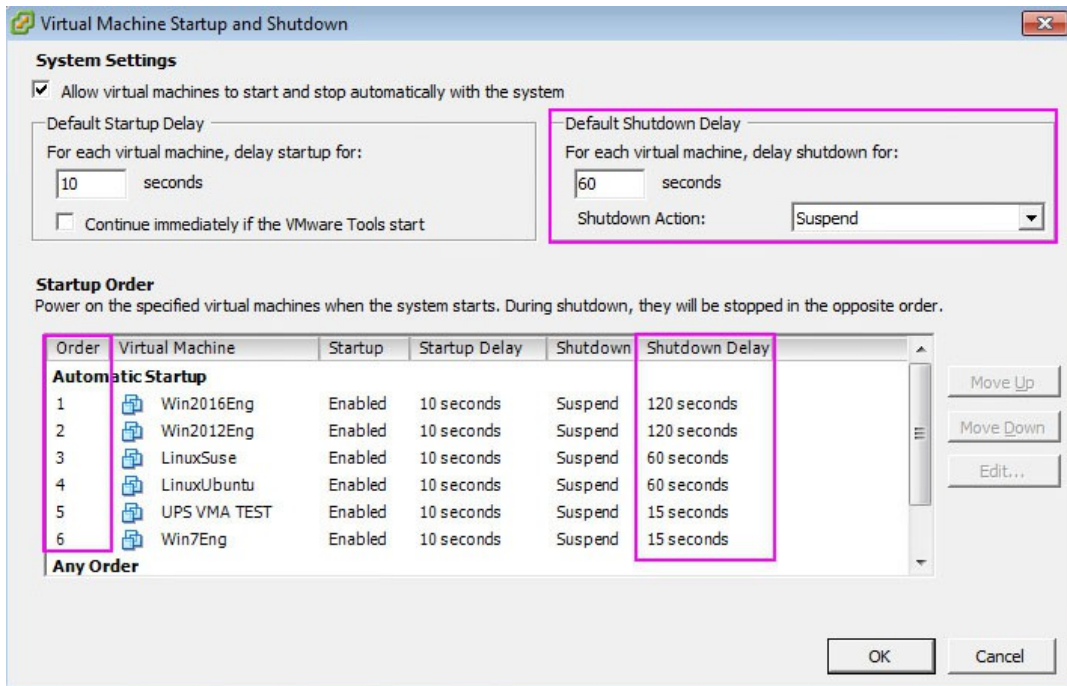 Virtual Machine Startup and Shutdown
System Settings
Allow virtual machines to start and stop automatically with the system
Default Startup Delay
For each virtual machine, delay startup for:
10 seconds
Continue immediately if the VMware Tools start
Default Shutdown Delay
For each virtual machine, delay shutdown for:
60 seconds
Shutdown Action: Suspend
Startup Order
Power on the specified virtual machines when the system starts. During shutdown, they will be stopped in the opposite order.
Order Virtual Machine Startup Startup Delay Shutdown Shutdown Delay
Automatic Startup
1 Win2016Eng Enabled 10 seconds Suspend 120 seconds
2 Win2012Eng Enabled 10 seconds Suspend 120 seconds
3 LinuxSuse Enabled 10 seconds Suspend 60 seconds
4 LinuxUbuntu Enabled 10 seconds Suspend 60 seconds
5 UPS VMA TEST Enabled 10 seconds Suspend 15 seconds
6 Win7Eng Enabled 10 seconds Suspend 15 seconds
Any Order
Move Up
Move Down
Edit...
OK Cancel